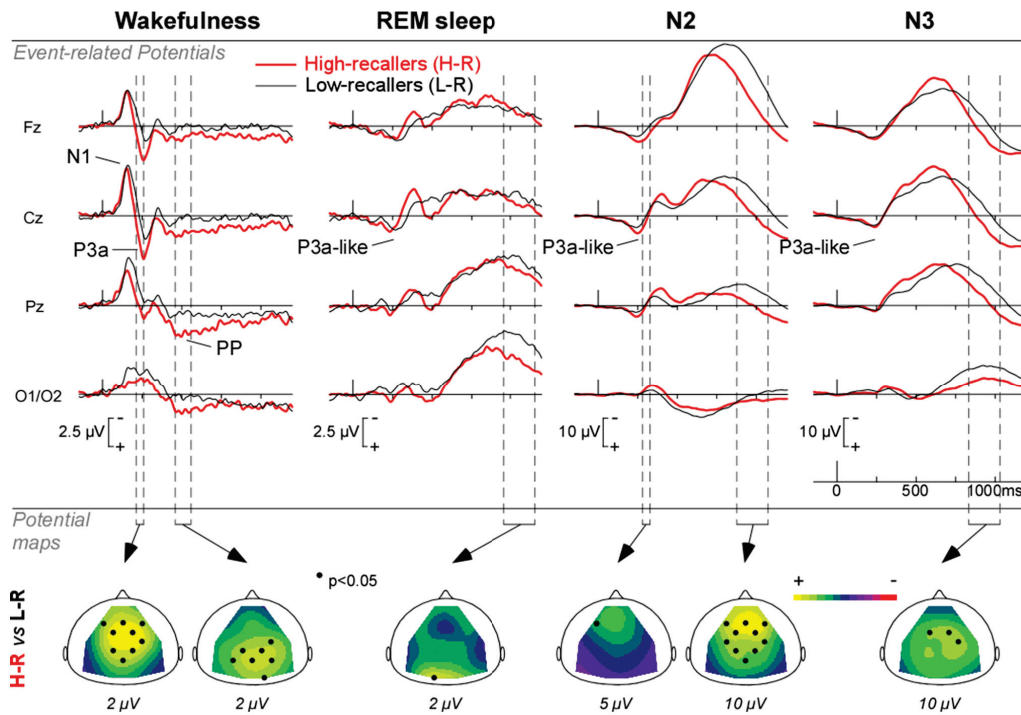 Wakefulness REM sleep N2 N3
Event-related Potentials
High-recallers (H-R)
Low-recallers (L-R)
Fz
N1
Cz
P3a P3a-like P3a-like P3a-like
Pz
PP
O1/O2
2.5 µV - + 2.5 µV - + 10 µV - + 10 µV - +
0 500 1000ms
Potential
maps
p<0.05
+ -
H-R vs L-R
2 µV 2 µV 2 µV 5 µV 10 µV 10 µV